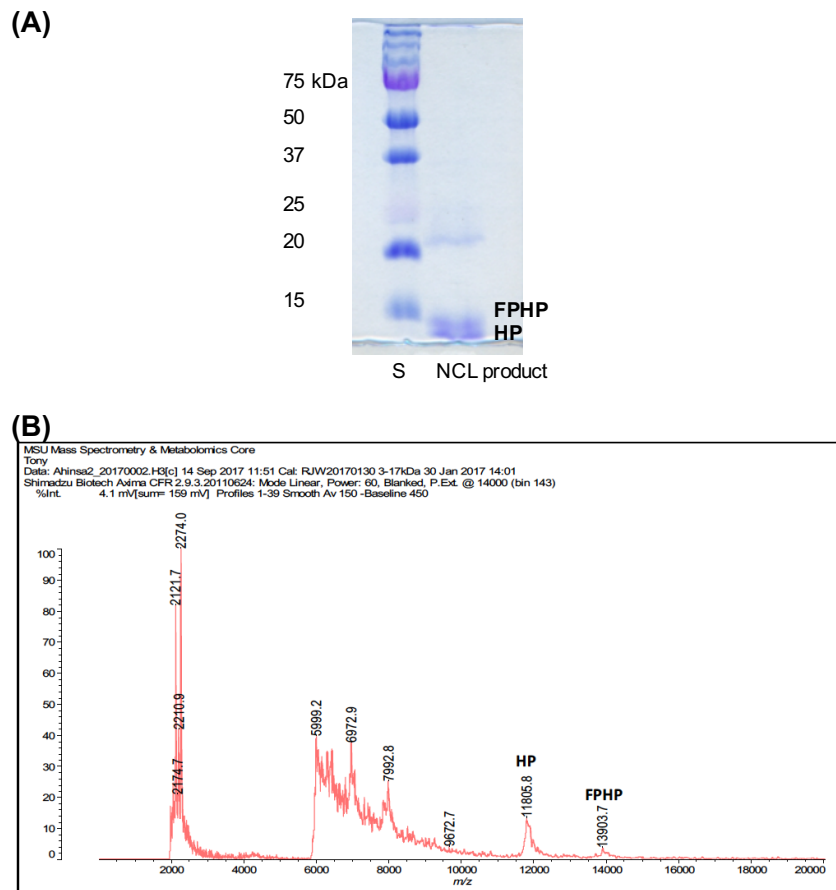 (A)
75 kDa
50
37
25
20
15
FPHP
HP
S NCL product
(B)
MSU Mass Spectrometry & Metabolomics Core
Tony
Data: Ahinsa2_20170002.H3[c] 14 Sep 2017 11:51 Cal: RJW20170130 3-17kDa 30 Jan 2017 14:01
Shimadzu Biotech Axima CFR 2.9.3.20110624: Mode Linear, Power: 60, Blanked, P.Ext. @ 14000 (bin 143)
%Int. 4.1 mV[sum= 159 mV] Profiles 1-39 Smooth Av 150 -Baseline 450
2274.0
100
90
2121.7
80
70
60
50
2210.9
5999.2
6972.9
40
30
2174.7
7992.8
HP
20
11805.8
FPHP
10
9672.7
13903.7
0
2000 4000 6000 8000 10000 12000 14000 16000 18000 20000
m/z